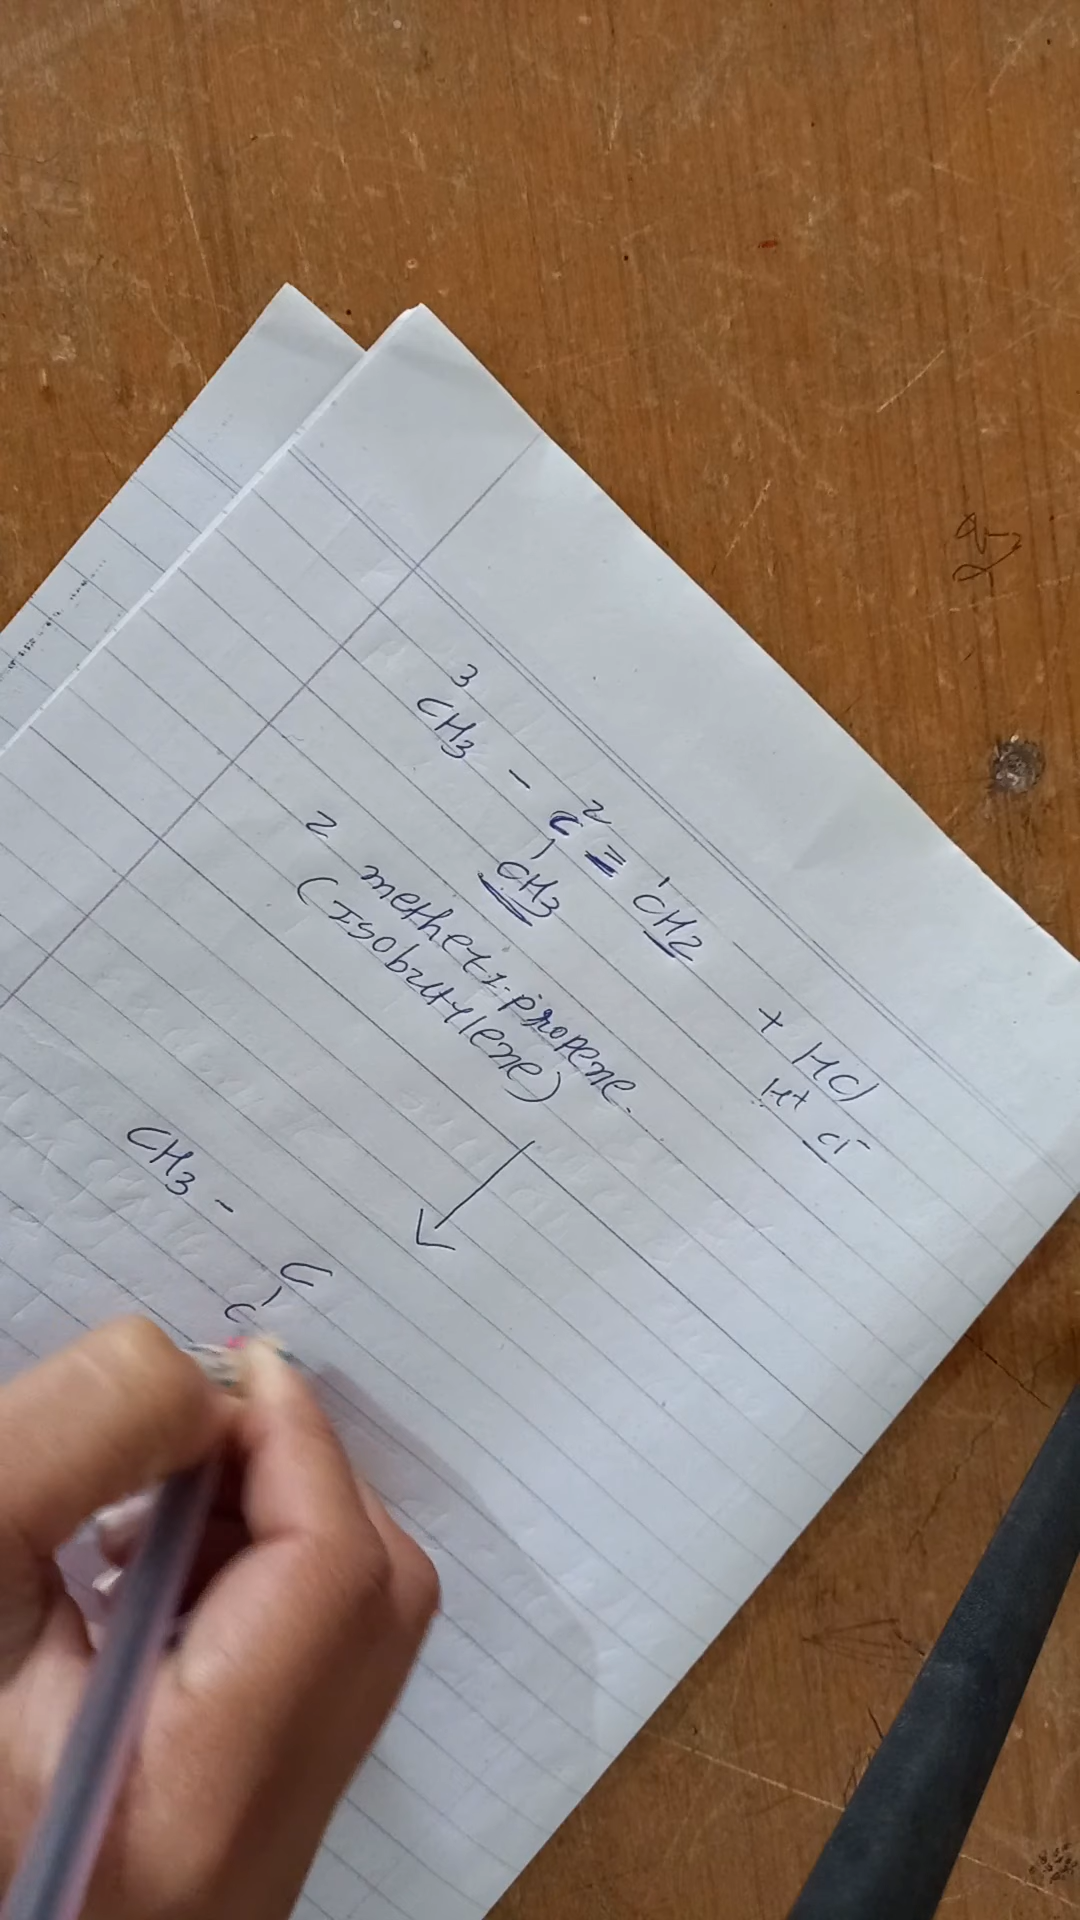 3 2 1
CH3 - C = CH2 + HCl
CH3 H+ Cl-
2 methyl-propene.
(Isobutylene)
CH3 - C
C